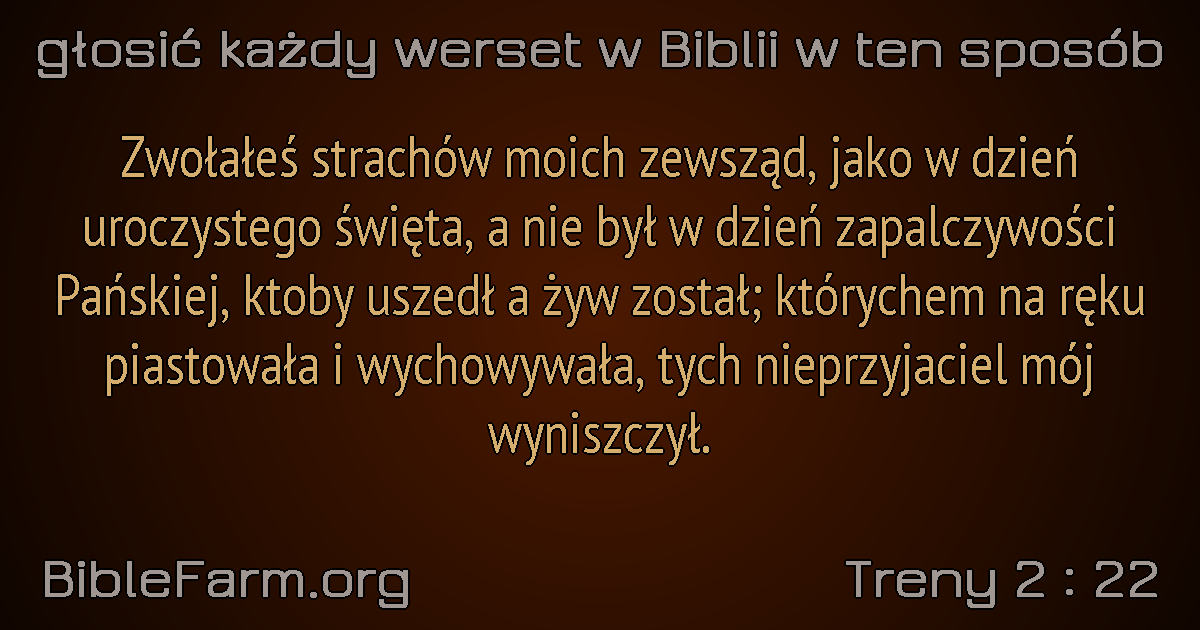 głosić każdy werset w Biblii w ten sposób
Zwołałeś strachów moich zewsząd, jako w dzień
uroczystego święta, a nie był w dzień zapalczywości
Pańskiej, ktoby uszedł a żyw został; którychem na ręku
piastowała i wychowywała, tych nieprzyjaciel mój
wyniszczył.
BibleFarm.org
Treny 2 : 22